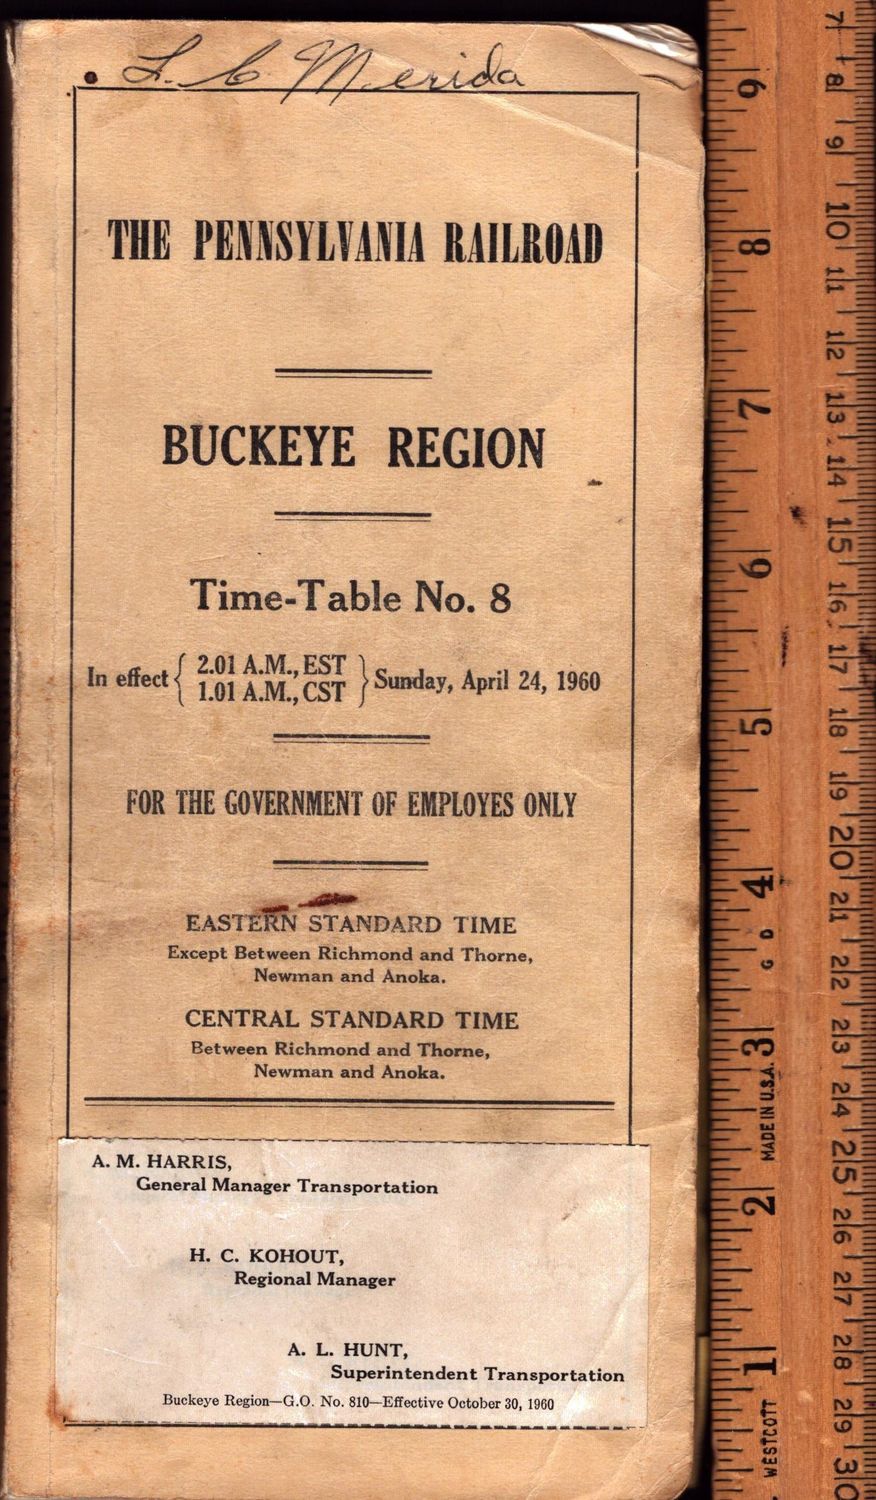 L. C. Merida
THE PENNSYLVANIA RAILROAD
BUCKEYE REGION
Time-Table No. 8
In effect { 2.01 A.M., EST
1.01 A.M., CST } Sunday, April 24, 1960
FOR THE GOVERNMENT OF EMPLOYES ONLY
EASTERN STANDARD TIME
Except Between Richmond and Thorne,
Newman and Anoka.
CENTRAL STANDARD TIME
Between Richmond and Thorne,
Newman and Anoka.
A. M. HARRIS,
General Manager Transportation
H. C. KOHOUT,
Regional Manager
A. L. HUNT,
Superintendent Transportation
Buckeye Region—G.O. No. 810—Effective October 30, 1960
9
8
7
6
5
4
G D
3
MADE IN U.S.A.
2
1
WESTCOTT
7
8
9
10
11
12
13
14
15
16
17
18
19
20
21
22
23
24
25
26
27
28
29
30